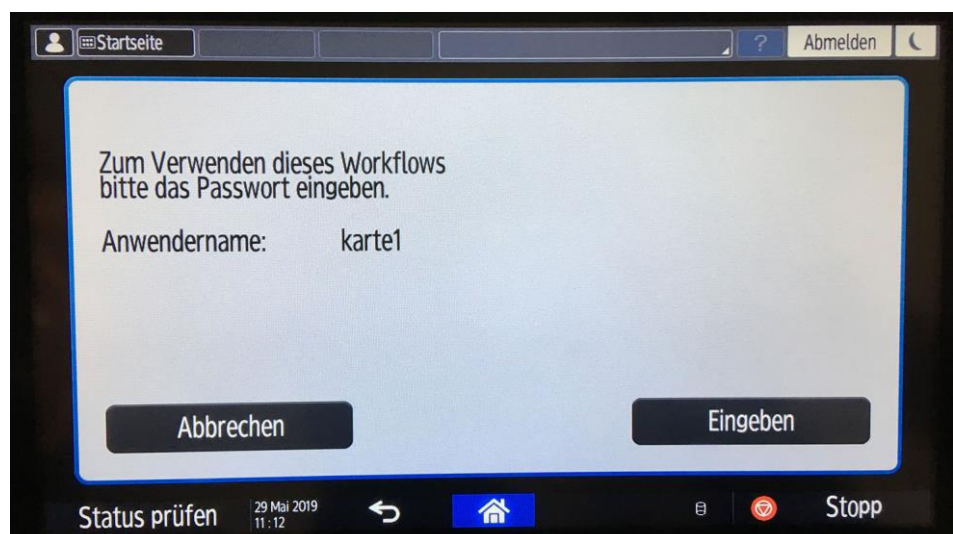 Startseite
?
Abmelden
Zum Verwenden dieses Workflows
bitte das Passwort eingeben.
Anwendername: karte1
Abbrechen
Eingeben
Status prüfen
29 Mai 2019
11:12
Stopp